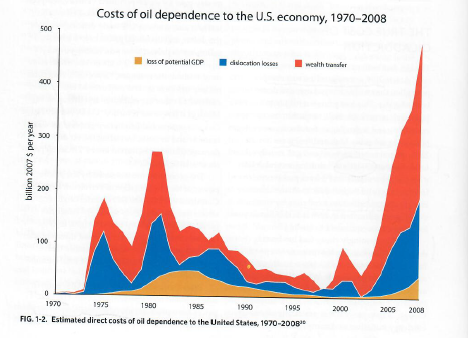 Costs of oil dependence to the U.S. economy, 1970–2008
500
loss of potential GDP dislocation losses wealth transfer
400
300
200
100
0
billion 2007 $ per year
1970 1975 1980 1985 1990 1995 2000 2005 2008
FIG. 1-2. Estimated direct costs of oil dependence to the United States, 1970–2008